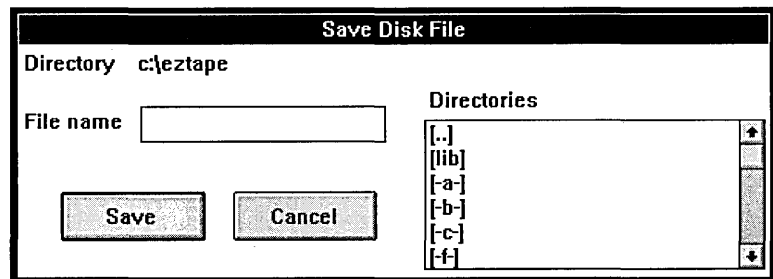 Save Disk File
Directory c:\eztape
File name
Directories
[..]
[lib]
[-a-]
[-b-]
[-c-]
[-f-]
Save
Cancel